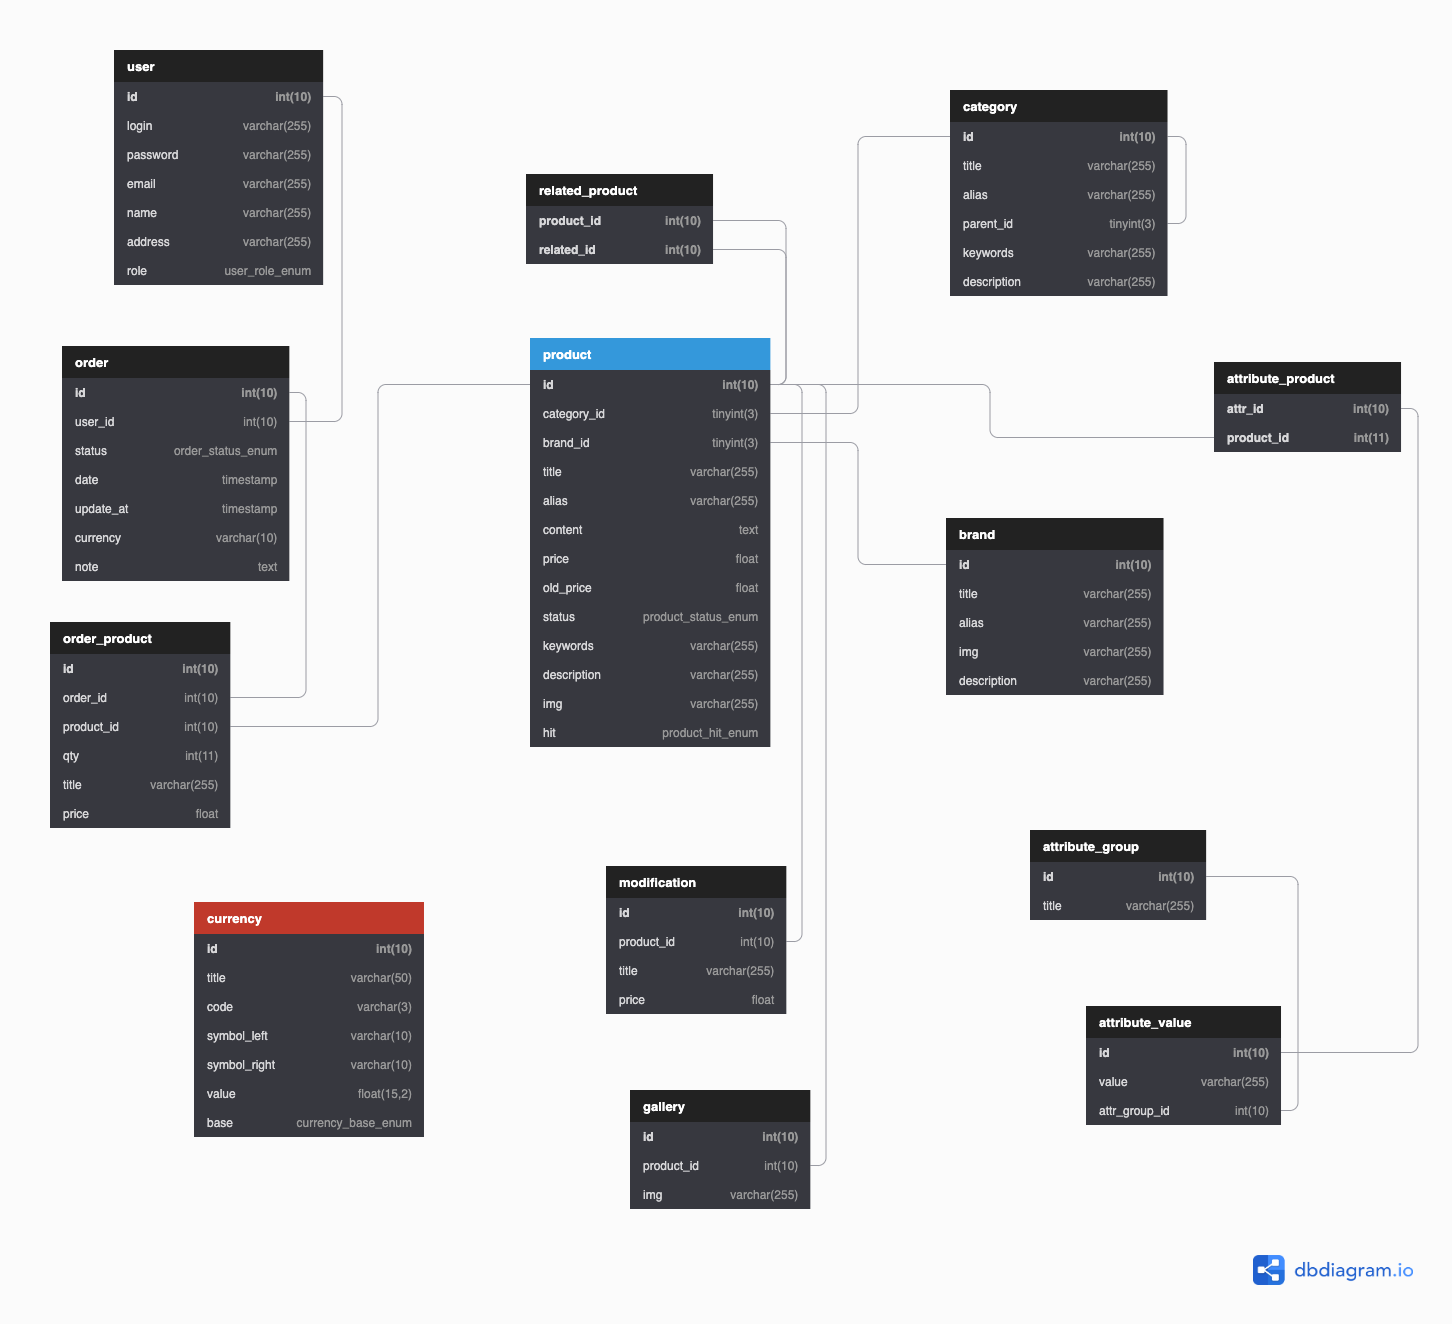 user
id int(10)
login varchar(255)
password varchar(255)
email varchar(255)
name varchar(255)
address varchar(255)
role user_role_enum
order
id int(10)
user_id int(10)
status order_status_enum
date timestamp
update_at timestamp
currency varchar(10)
note text
order_product
id int(10)
order_id int(10)
product_id int(10)
qty int(11)
title varchar(255)
price float
currency
id int(10)
title varchar(50)
code varchar(3)
symbol_left varchar(10)
symbol_right varchar(10)
value float(15,2)
base currency_base_enum
related_product
product_id int(10)
related_id int(10)
product
id int(10)
category_id tinyint(3)
brand_id tinyint(3)
title varchar(255)
alias varchar(255)
content text
price float
old_price float
status product_status_enum
keywords varchar(255)
description varchar(255)
img varchar(255)
hit product_hit_enum
modification
id int(10)
product_id int(10)
title varchar(255)
price float
gallery
id int(10)
product_id int(10)
img varchar(255)
category
id int(10)
title varchar(255)
alias varchar(255)
parent_id tinyint(3)
keywords varchar(255)
description varchar(255)
attribute_product
attr_id int(10)
product_id int(11)
brand
id int(10)
title varchar(255)
alias varchar(255)
img varchar(255)
description varchar(255)
attribute_group
id int(10)
title varchar(255)
attribute_value
id int(10)
value varchar(255)
attr_group_id int(10)
dbdiagram.io